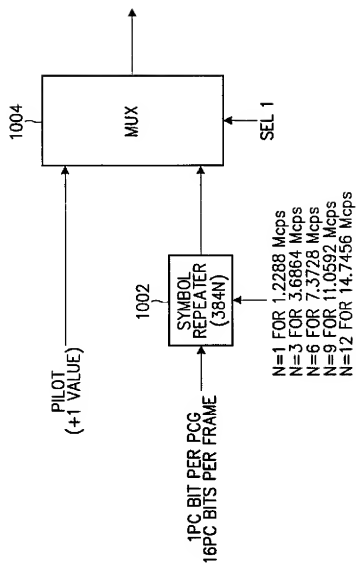 PILOT
(+1 VALUE)
1004
MUX
SEL 1
1002
SYMBOL
REPEATER
(384N)
1PC BIT PER PCG
16PC BITS PER FRAME
N=1 FOR 1.2288 Mcps
N=3 FOR 3.6864 Mcps
N=6 FOR 7.3728 Mcps
N=9 FOR 11.0592 Mcps
N=12 FOR 14.7456 Mcps